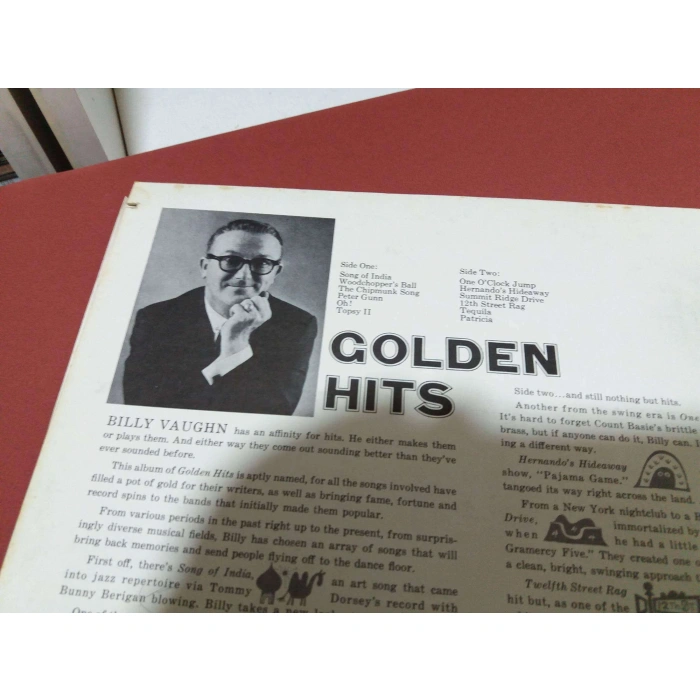 Side One:
Song of India
Woodchopper's Ball
The Chipmunk Song
Peter Gunn
Oh!
Topsy II
Side Two:
One O'Clock Jump
Hernando's Hideaway
Summit Ridge Drive
12th Street Rag
Tequila
Patricia
GOLDEN
HITS
BILLY VAUGHN has an affinity for hits. He either makes them
or plays them. And either way they come out sounding better than they've
ever sounded before.
This album of Golden Hits is aptly named, for all the songs involved have
filled a pot of gold for their writers, as well as bringing fame, fortune and
record spins to the bands that initially made them popular.
From various periods in the past right up to the present, from surpris-
ingly diverse musical fields, Billy has chosen an array of songs that will
bring back memories and send people flying off to the dance floor.
First off, there's Song of India, an art song that came
into jazz repertoire via Tommy Dorsey's record with
Bunny Berigan blowing. Billy takes a new
Side two...and still nothing but hits.
Another from the swing era is One
It's hard to forget Count Basie's brittle
brass, but if anyone can do it, Billy can.
ing a different way.
Hernando's Hideaway
show, "Pajama Game."
tangoed its way right across the land.
From a New York nightclub to a
Drive, immortalized by
when he had a little
Gramercy Five." They created one
a clean, bright, swinging approach
Twelfth Street Rag
hit but, as one of the